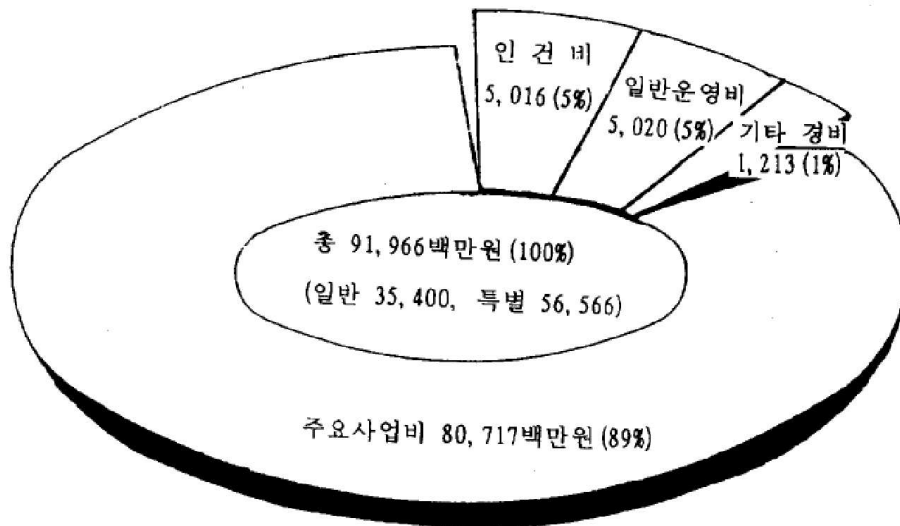 인 건 비
5, 016 (5%)
일반운영비
5, 020 (5%)
기타 경비
1, 213 (1%)
총 91, 966백만원 (100%)
(일반 35, 400, 특별 56, 566)
주요사업비 80, 717백만원 (89%)